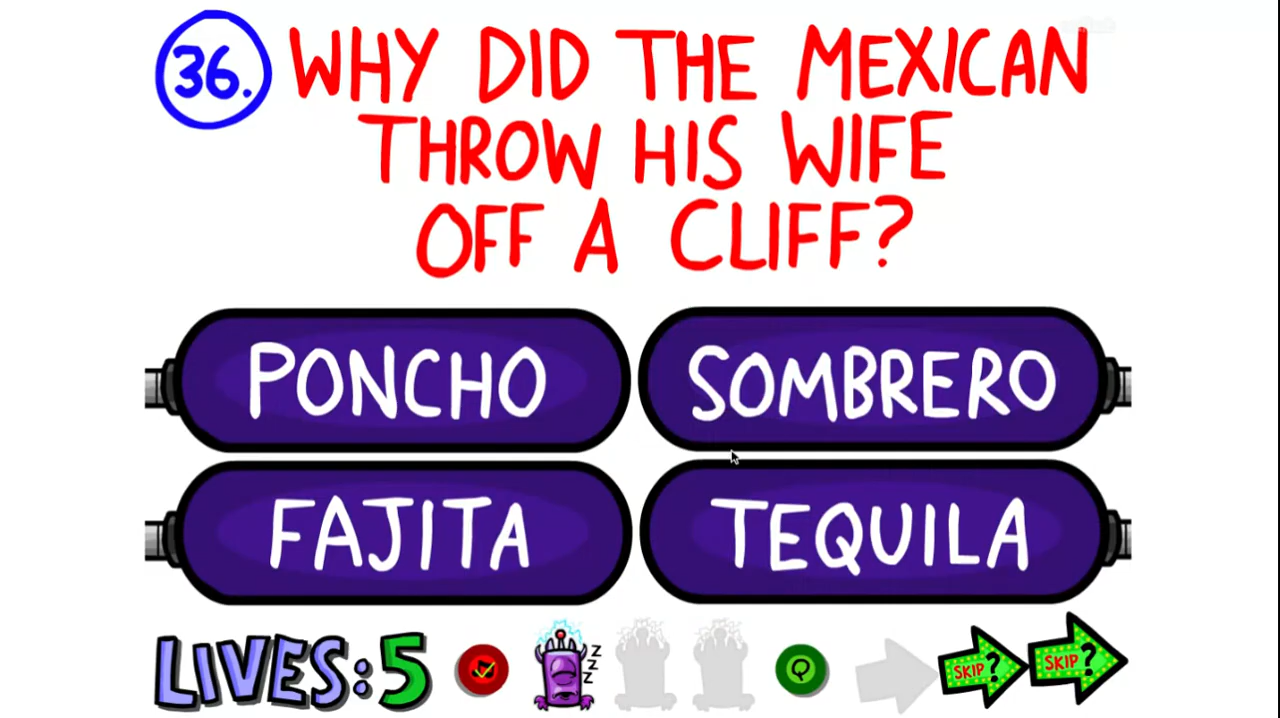 36. WHY DID THE MEXICAN
THROW HIS WIFE
OFF A CLIFF?
PONCHO
SOMBRERO
FAJITA
TEQUILA
LIVES:5
Z
Z
Z
Q
SKIP?
SKIP?